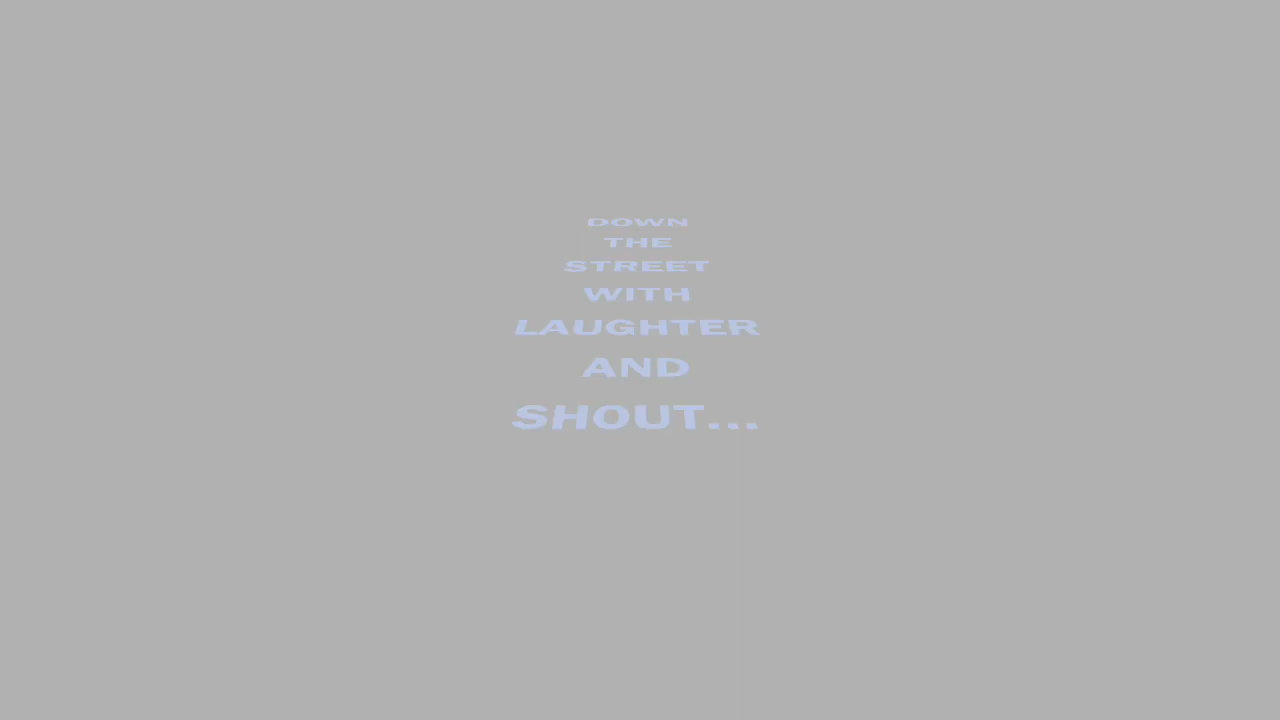 DOWN
THE
STREET
WITH
LAUGHTER
AND
SHOUT...